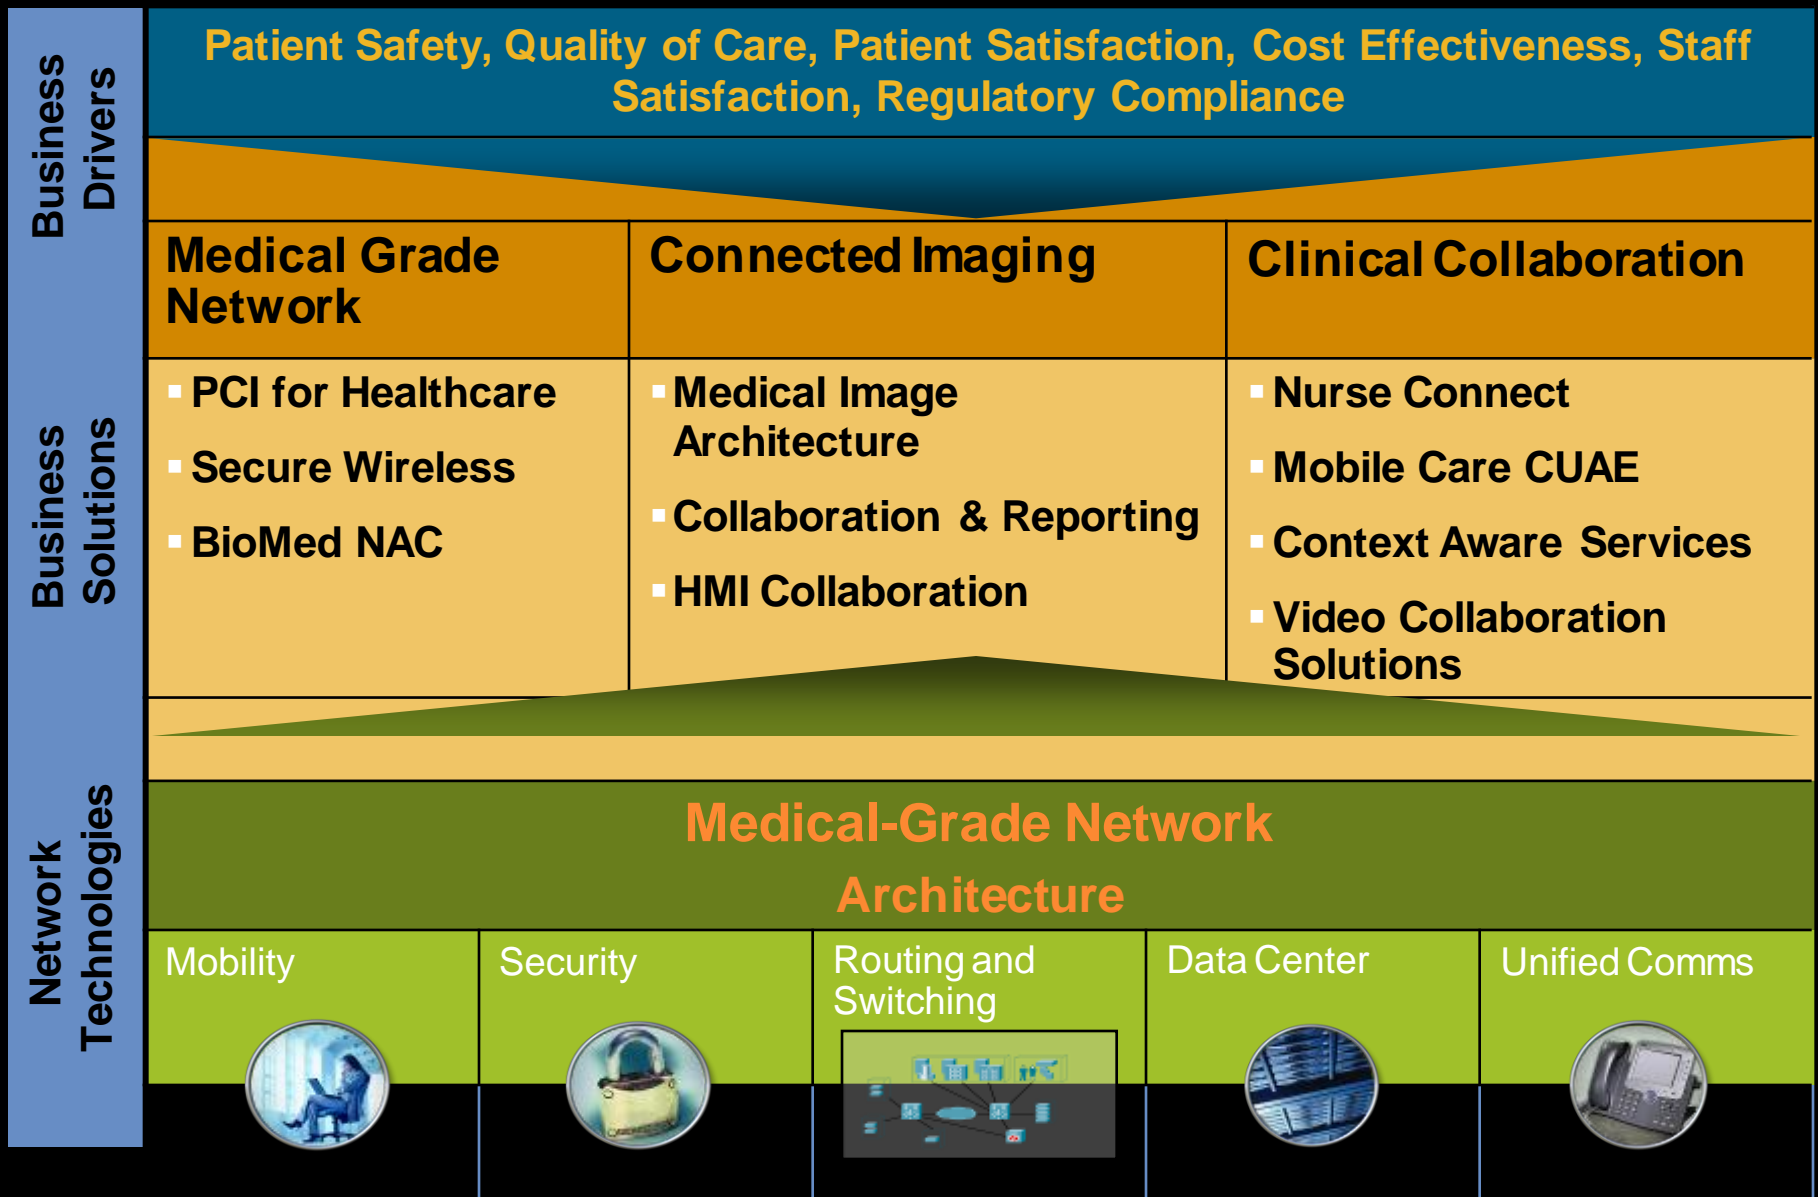 Business
Drivers
Patient Safety, Quality of Care, Patient Satisfaction, Cost Effectiveness, Staff
Satisfaction, Regulatory Compliance
Business
Solutions
Medical Grade
Network
PCI for Healthcare
Secure Wireless
BioMed NAC
Connected Imaging
Medical Image
Architecture
Collaboration & Reporting
HMI Collaboration
Clinical Collaboration
Nurse Connect
Mobile Care CUAE
Context Aware Services
Video Collaboration
Solutions
Network
Technologies
Medical-Grade Network
Architecture
Mobility
Security
Routing and
Switching
Data Center
Unified Comms